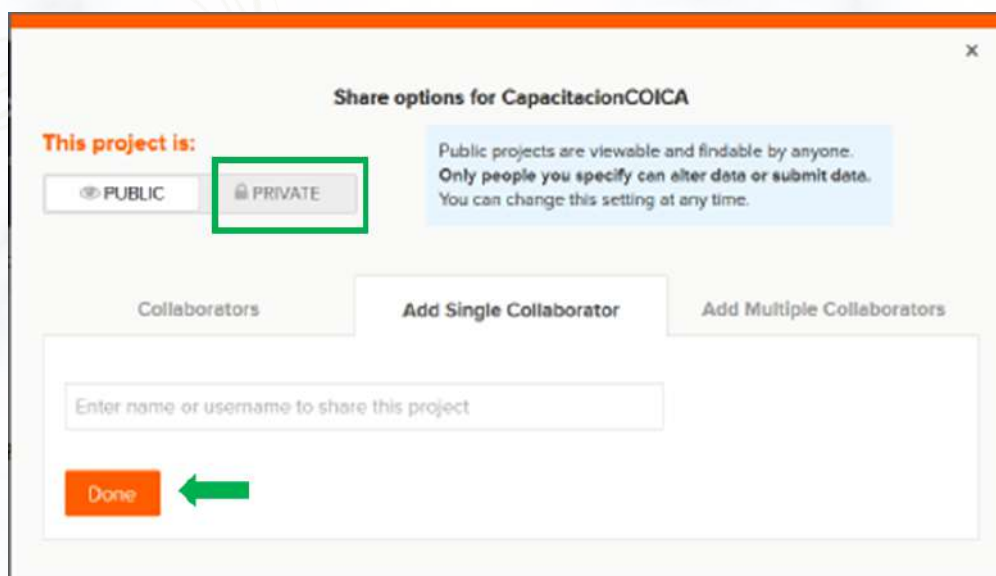 ×
Share options for CapacitacionCOICA
This project is:
PUBLIC
PRIVATE
Public projects are viewable and findable by anyone.
Only people you specify can alter data or submit data.
You can change this setting at any time.
Collaborators
Add Single Collaborator
Add Multiple Collaborators
Enter name or username to share this project
Done